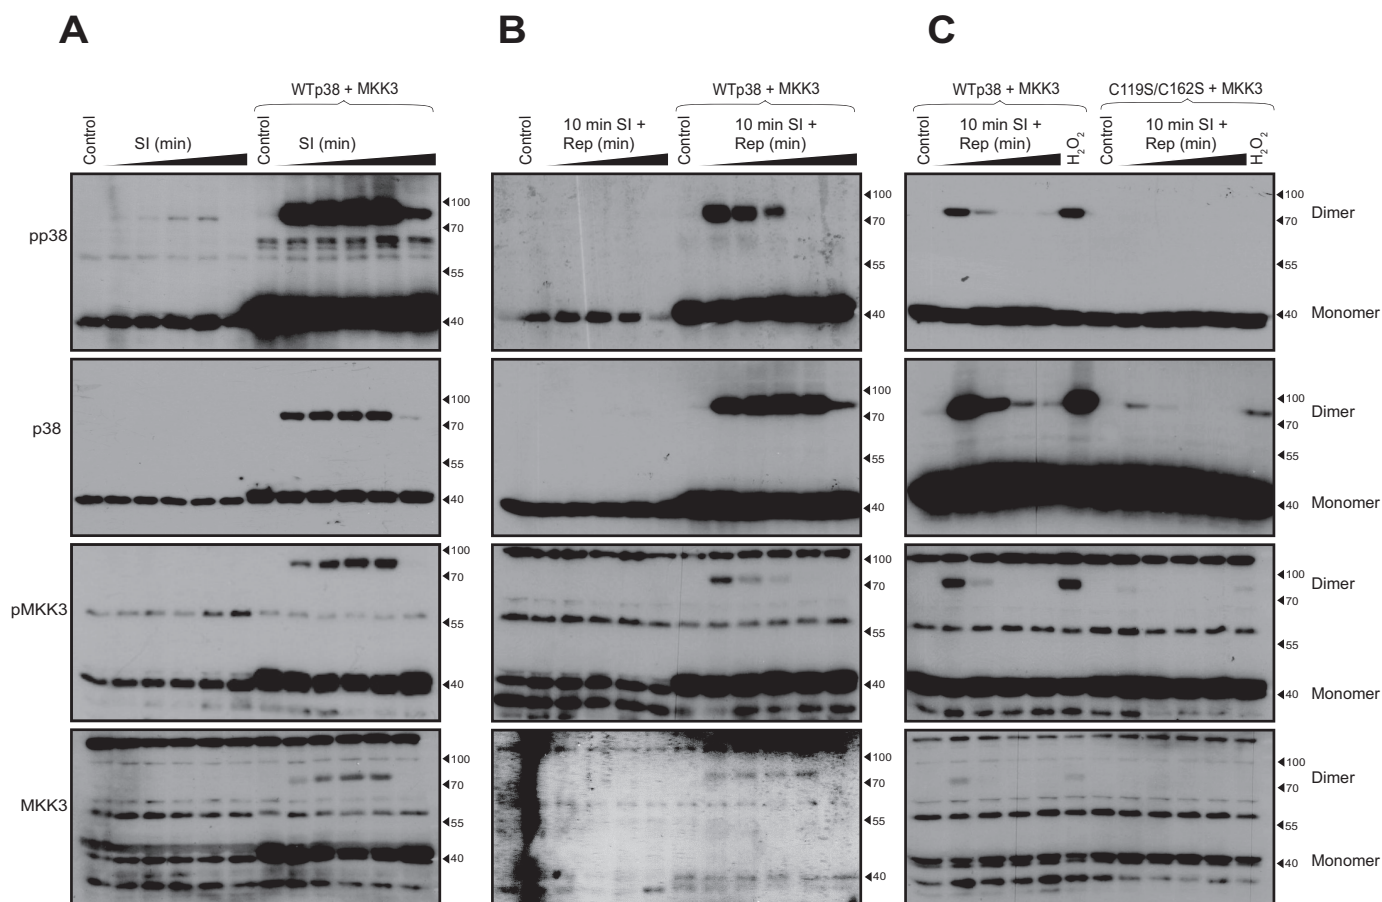 A
B
C
WTp38 + MKK3
WTp38 + MKK3
WTp38 + MKK3
C119S/C162S + MKK3
Control
SI (min)
Control
SI (min)
Control
10 min SI +
Rep (min)
Control
10 min SI +
Rep (min)
Control
10 min SI +
Rep (min)
H2O2
Control
10 min SI +
Rep (min)
H2O2
pp38
100
70
55
40
100
70
55
40
100
70
55
40
Dimer
Monomer
p38
100
70
55
40
100
70
55
40
100
70
55
40
Dimer
Monomer
pMKK3
100
70
55
40
100
70
55
40
100
70
55
40
Dimer
Monomer
MKK3
100
70
55
40
100
70
55
40
100
70
55
40
Dimer
Monomer